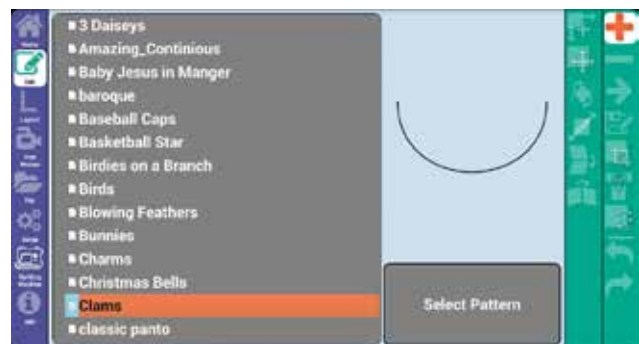 3 Daiseys
Amazing_Continious
Baby Jesus in Manger
baroque
Baseball Caps
Basketball Star
Birdies on a Branch
Birds
Blowing Feathers
Bunnies
Charms
Christmas Bells
Clams
classic panto
Select Pattern